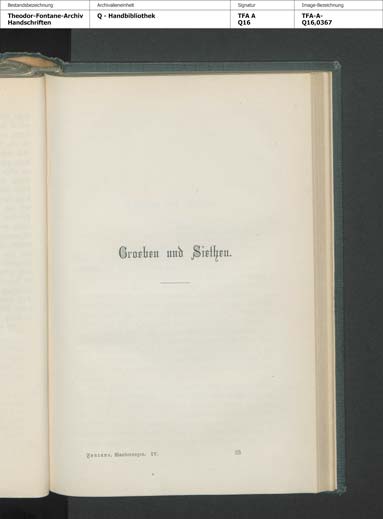 Bestandsbezeichnung Archivalieneinheit Signatur Image-Bezeichnung
Theodor-Fontane-Archiv Q - Handbibliothek TFA A TFA-A-
Handschriften Q16 Q16,0367
Groeben und Siethen.
Fontane, Wanderungen. IV. 23